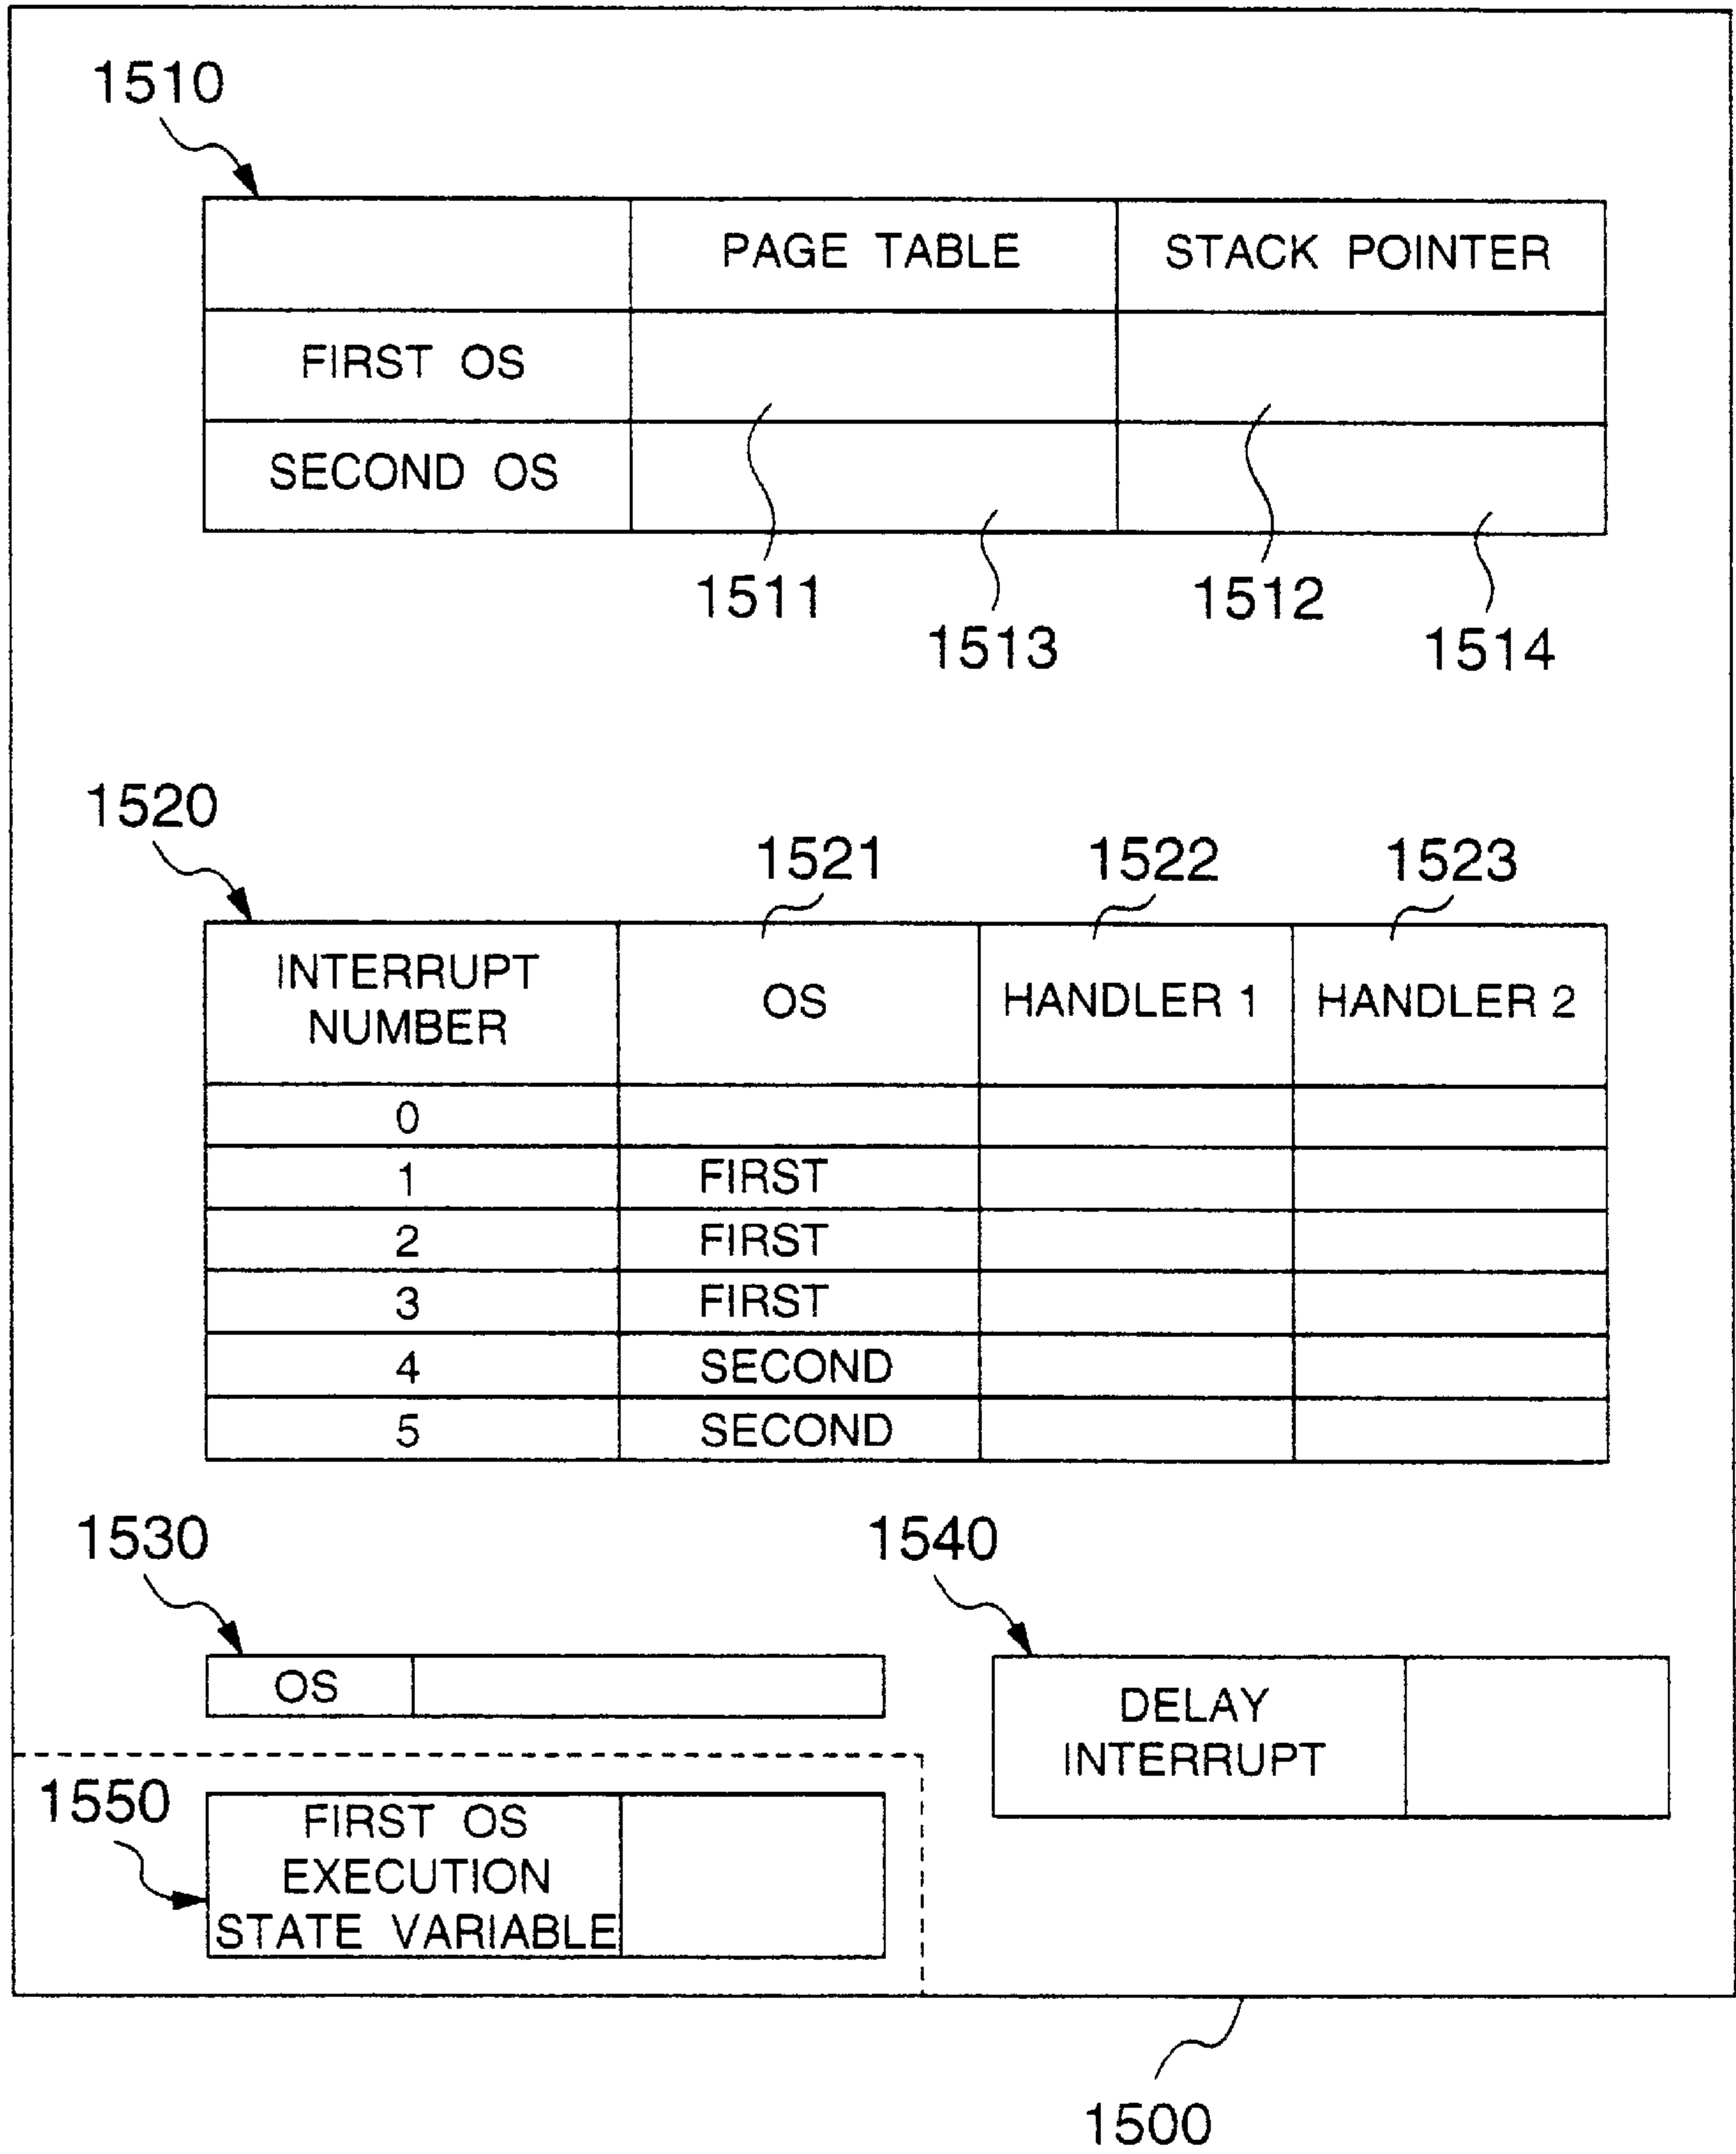 1510
PAGE TABLE STACK POINTER
FIRST OS
SECOND OS
1511 1512
1513 1514
1520
1521 1522 1523
INTERRUPT
NUMBER
OS HANDLER 1 HANDLER 2
0
1 FIRST
2 FIRST
3 FIRST
4 SECOND
5 SECOND
1530 1540
OS
DELAY
INTERRUPT
1550
FIRST OS
EXECUTION
STATE VARIABLE
1500